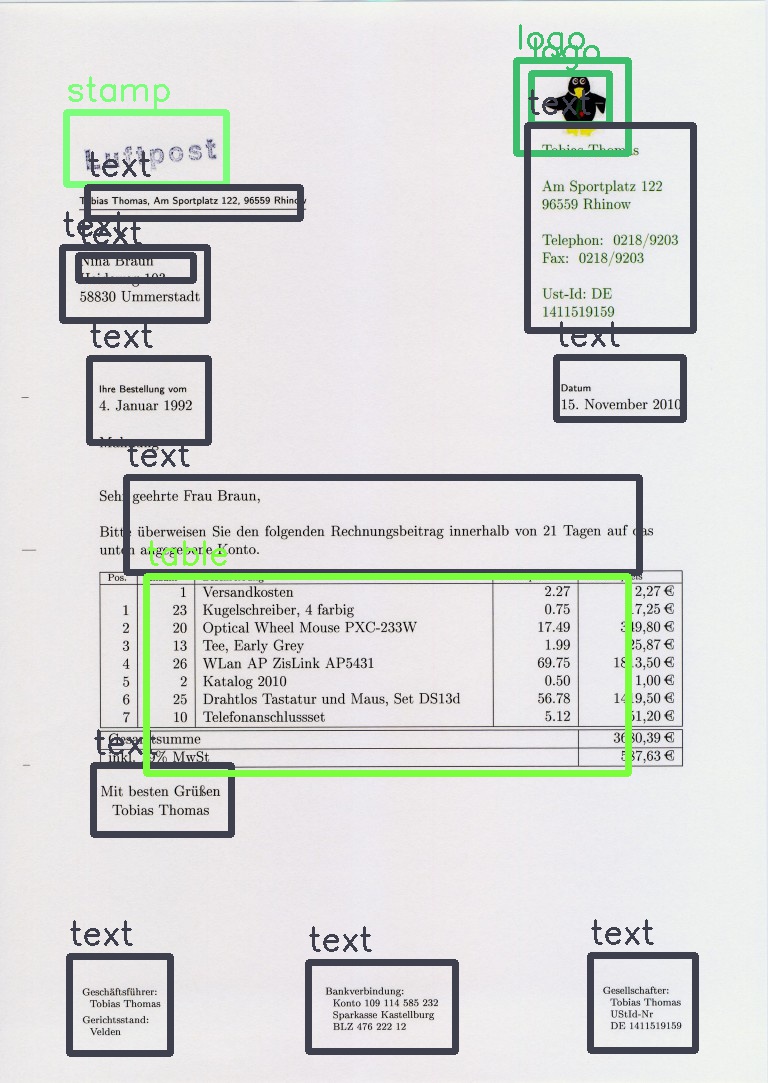 logo
logo
stamp
text
Luftpost
text
Tobias Thomas
Tobias Thomas, Am Sportplatz 122, 96559 Rhinow
Am Sportplatz 122
96559 Rhinow
text
text
Telephon: 0218/9203
Fax: 0218/9203
Nina Braun
58830 Ummerstadt
Ust-Id: DE
1411519159
text
text
Ihre Bestellung vom
4. Januar 1992
Datum
15. November 2010
Mahnung
text
Sehr geehrte Frau Braun,
Bitte überweisen Sie den folgenden Rechnungsbeitrag innerhalb von 21 Tagen auf das
unten angegebene Konto.
table
Pos.
1 Versandkosten 2.27 2,27 €
1 23 Kugelschreiber, 4 farbig 0.75 17,25 €
2 20 Optical Wheel Mouse PXC-233W 17.49 349,80 €
3 13 Tee, Early Grey 1.99 25,87 €
4 26 WLan AP ZisLink AP5431 69.75 1813,50 €
5 2 Katalog 2010 0.50 1,00 €
6 25 Drahtlos Tastatur und Maus, Set DS13d 56.78 1419,50 €
7 10 Telefonanschlussset 5.12 51,20 €
Gesamtsumme 3680,39 €
inkl. 19% MwSt 587,63 €
text
Mit besten Grüßen
Tobias Thomas
text
Geschäftsführer:
Tobias Thomas
Gerichtsstand:
Velden
text
Bankverbindung:
Konto 109 114 585 232
Sparkasse Kastellburg
BLZ 476 222 12
text
Gesellschafter:
Tobias Thomas
UStId-Nr
DE 1411519159